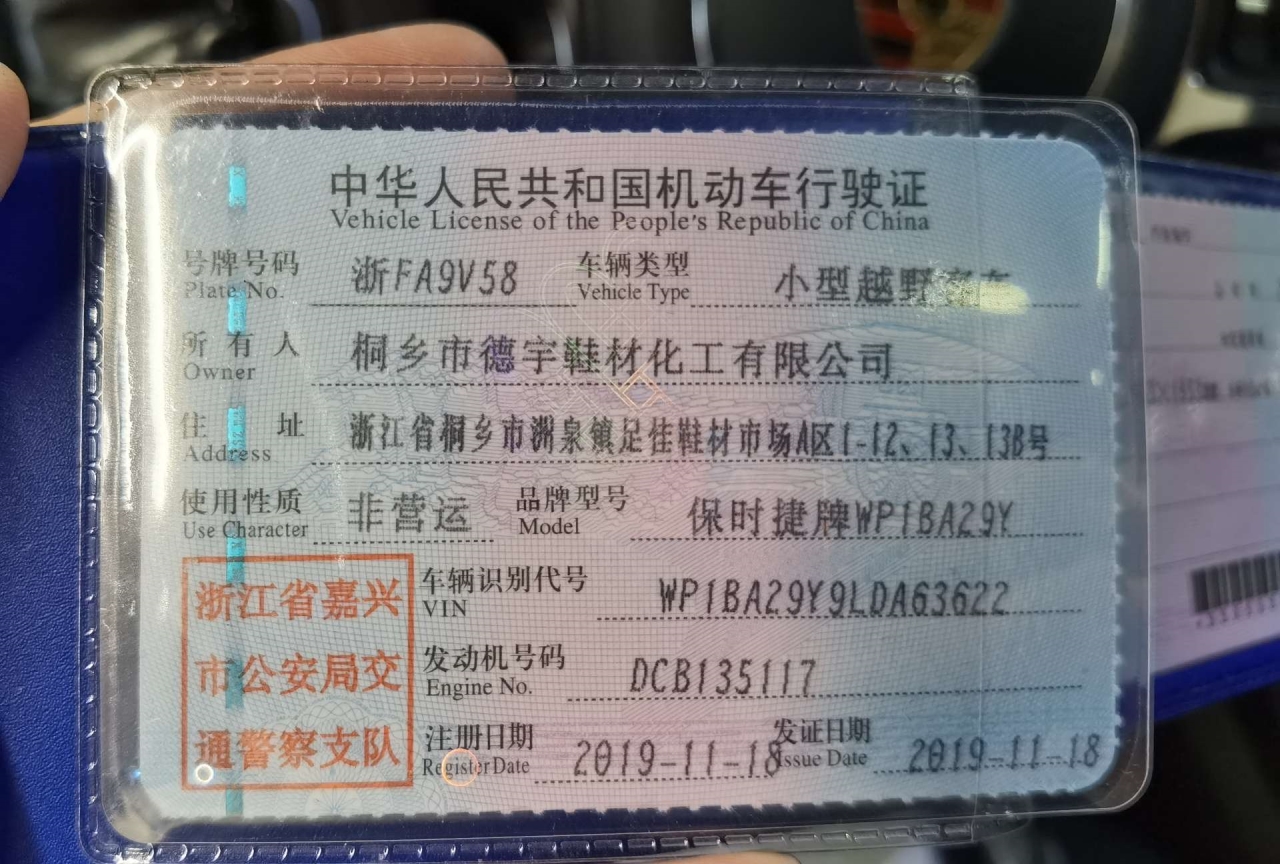 中华人民共和国机动车行驶证
Vehicle License of the People's Republic of China
号牌号码 浙FA9V58 车辆类型 小型越野客车
Plate No. Vehicle Type
所有人 桐乡市德宇鞋材化工有限公司
Owner
住址 浙江省桐乡市洲泉镇足佳鞋材市场A区1-12、13、13B号
Address
使用性质 非营运 品牌型号 保时捷牌WP1BA29Y
Use Character Model
浙江省嘉兴
市公安局交
通警察支队
车辆识别代号 WP1BA29Y9LDA63622
VIN
发动机号码 DCB135117
Engine No.
注册日期 2019-11-18 发证日期 2019-11-18
Register Date Issue Date